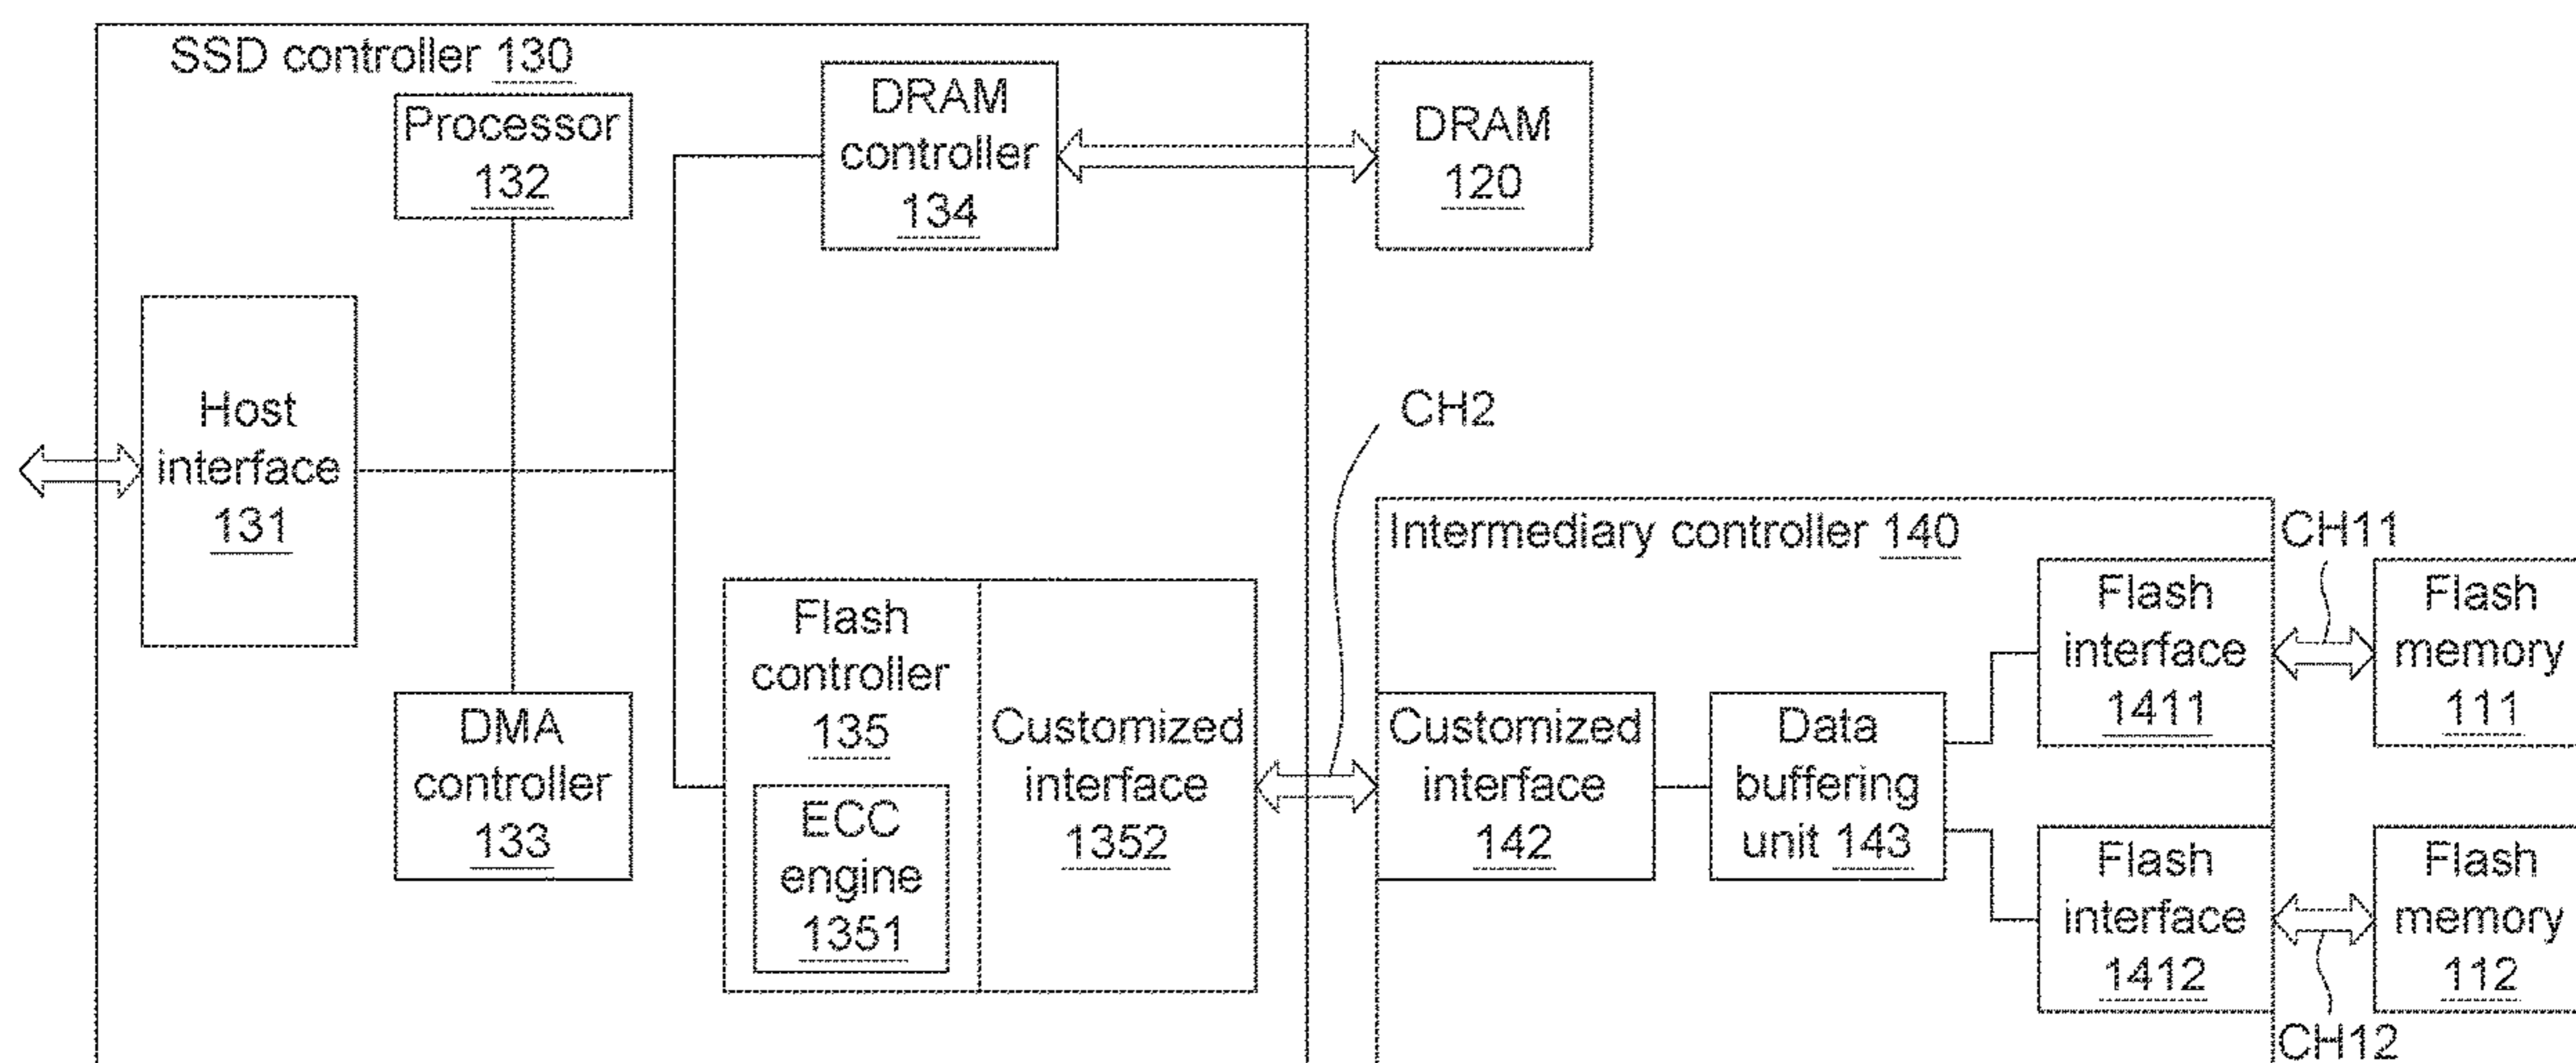 SSD controller 130
Processor
132
DRAM
controller
134
DRAM
120
Host
interface
131
DMA
controller
133
Flash
controller
135
ECC
engine
1351
Customized
interface
1352
CH2
Intermediary controller 140
Customized
interface
142
Data
buffering
unit 143
Flash
interface
1411
CH11
Flash
memory
111
Flash
interface
1412
CH12
Flash
memory
112